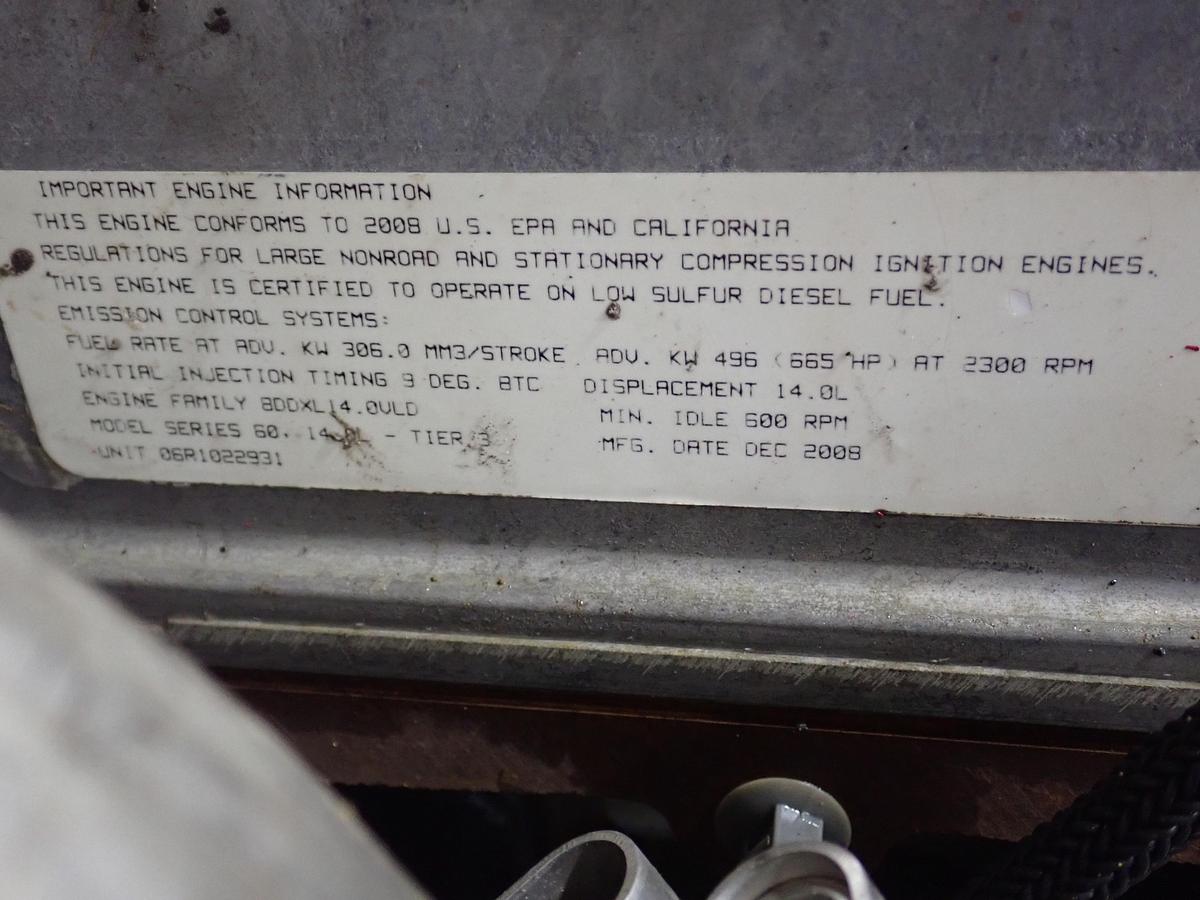 IMPORTANT ENGINE INFORMATION
THIS ENGINE CONFORMS TO 2008 U.S. EPA AND CALIFORNIA
REGULATIONS FOR LARGE NONROAD AND STATIONARY COMPRESSION IGNITION ENGINES.
THIS ENGINE IS CERTIFIED TO OPERATE ON LOW SULFUR DIESEL FUEL.
EMISSION CONTROL SYSTEMS:
FUEL RATE AT ADV. KW 306.0 MM3/STROKE ADV. KW 496 (665 HP) AT 2300 RPM
INITIAL INJECTION TIMING 9 DEG. BTC DISPLACEMENT 14.0L
ENGINE FAMILY 8DDXL14.0VLD MIN. IDLE 600 RPM
MODEL SERIES 60. 14.0L - TIER 3 MFG. DATE DEC 2008
UNIT 06R1022931